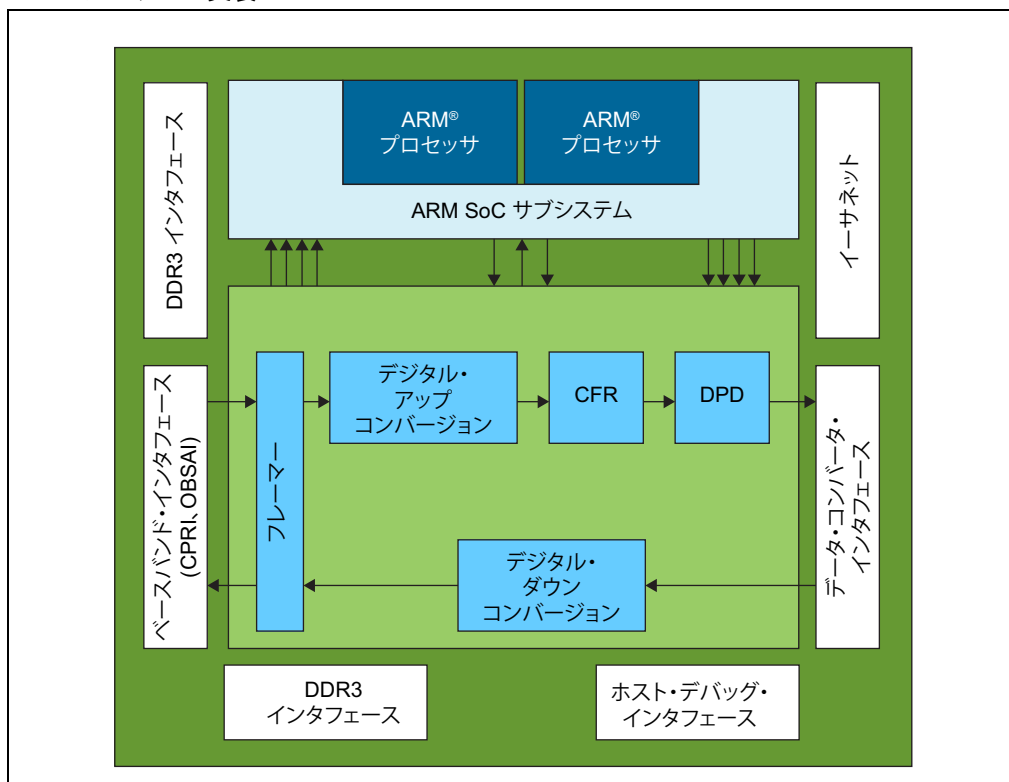 ARM®
プロセッサ
ARM®
プロセッサ
ARM SoC サブシステム
DDR3 インタフェース
イーサネット
ベースバンド・インタフェース
(CPRI、OBSAI)
フレーマー
デジタル・
アップ
コンバージョン
CFR
DPD
データ・コンバータ・
インタフェース
デジタル・
ダウン
コンバージョン
DDR3
インタフェース
ホスト・デバッグ・
インタフェース